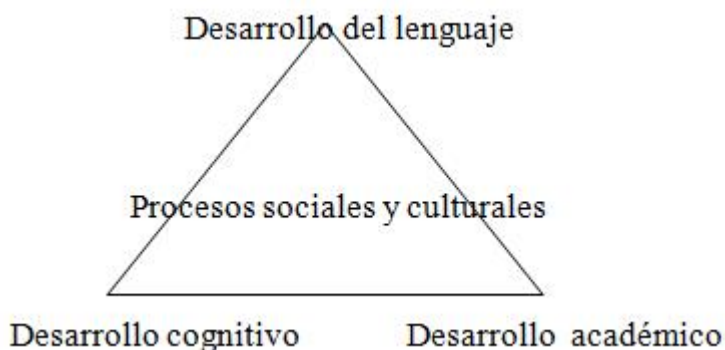 Desarrollo del lenguaje
Procesos sociales y culturales
Desarrollo cognitivo
Desarrollo académico